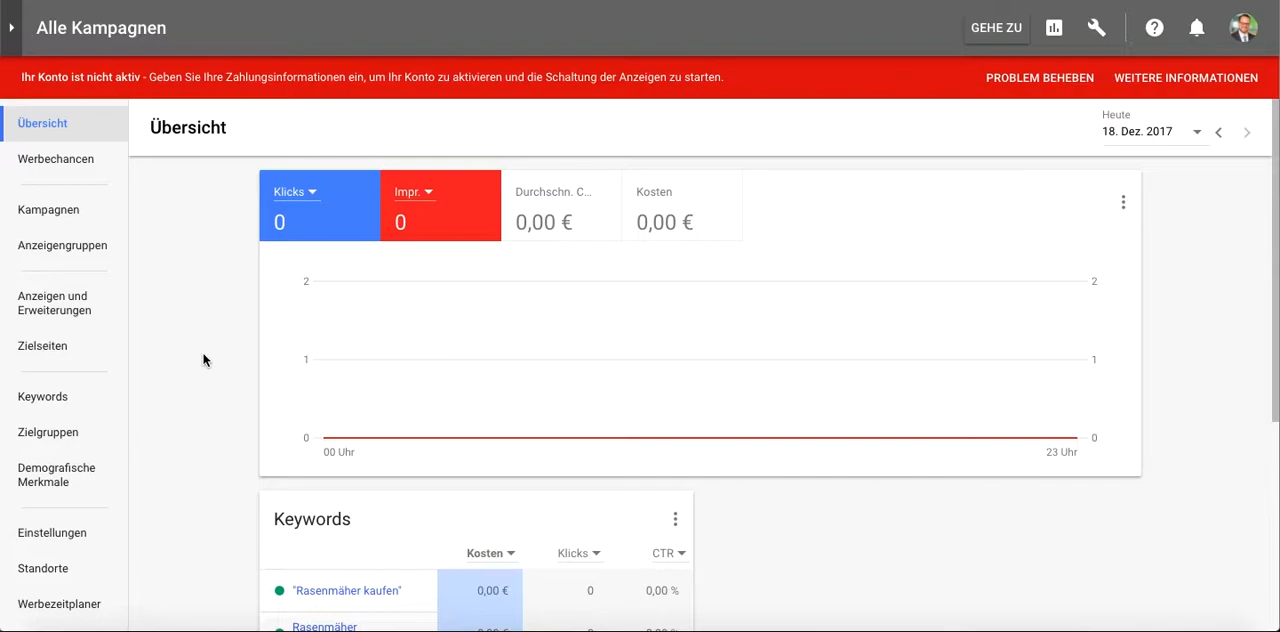 Alle Kampagnen
GEHE ZU
Ihr Konto ist nicht aktiv - Geben Sie Ihre Zahlungsinformationen ein, um Ihr Konto zu aktivieren und die Schaltung der Anzeigen zu starten.
PROBLEM BEHEBEN
WEITERE INFORMATIONEN
Übersicht
Werbechancen
Kampagnen
Anzeigengruppen
Anzeigen und
Erweiterungen
Zielseiten
Keywords
Zielgruppen
Demografische
Merkmale
Einstellungen
Standorte
Werbezeitplaner
Übersicht
Heute
18. Dez. 2017
Klicks
0
Impr.
0
Durchschn. C...
0,00 €
Kosten
0,00 €
2 2
1 1
0 0
00 Uhr 23 Uhr
Keywords
Kosten Klicks CTR
"Rasenmäher kaufen" 0,00 € 0 0,00 %
Rasenmäher